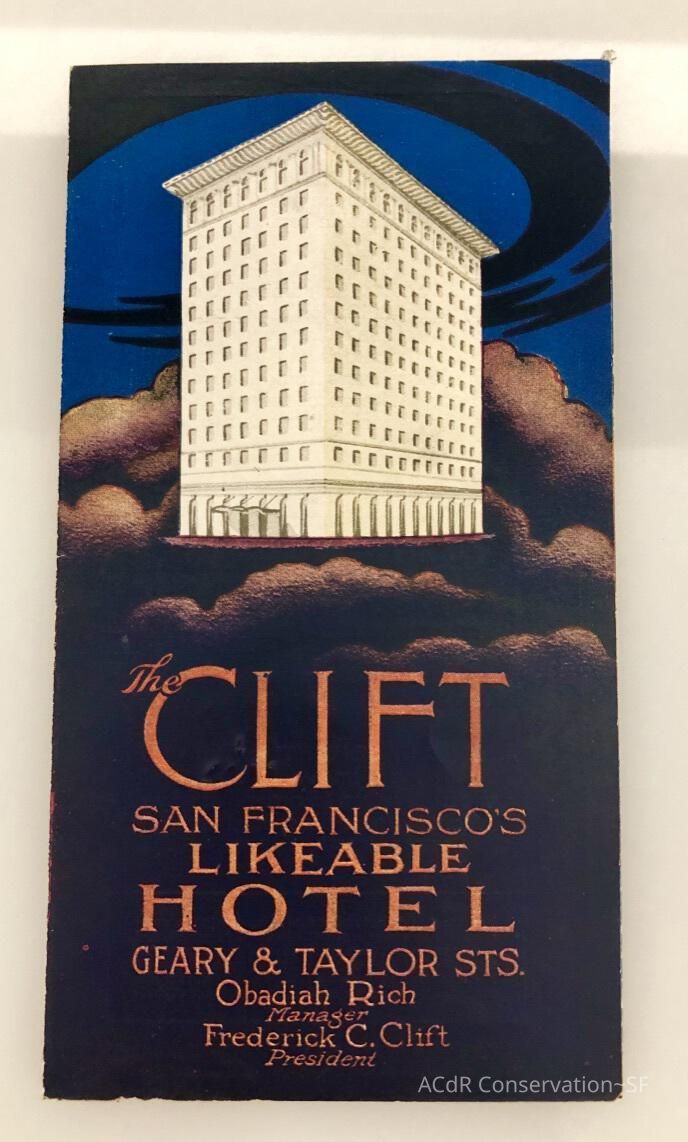 The CLIFT
SAN FRANCISCO'S
LIKEABLE
HOTEL
GEARY & TAYLOR STS.
Obadiah Rich
Manager
Frederick C. Clift
President
ACdR Conservation~SF